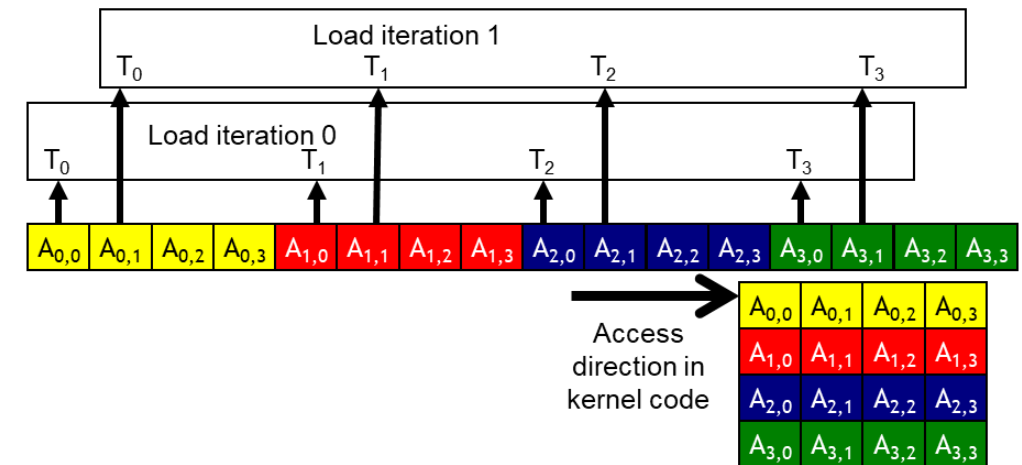 Load iteration 1
T₀ T₁ T₂ T₃
Load iteration 0
T₀ T₁ T₂ T₃
A₀,₀ A₀,₁ A₀,₂ A₀,₃ A₁,₀ A₁,₁ A₁,₂ A₁,₃ A₂,₀ A₂,₁ A₂,₂ A₂,₃ A₃,₀ A₃,₁ A₃,₂ A₃,₃
Access
direction in
kernel code
A₀,₀ A₀,₁ A₀,₂ A₀,₃
A₁,₀ A₁,₁ A₁,₂ A₁,₃
A₂,₀ A₂,₁ A₂,₂ A₂,₃
A₃,₀ A₃,₁ A₃,₂ A₃,₃